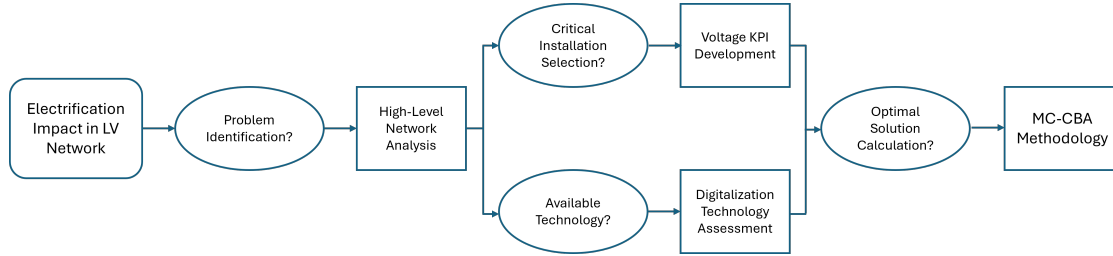 Electrification
Impact in LV
Network
Problem
Identification?
High-Level
Network
Analysis
Critical
Installation
Selection?
Voltage KPI
Development
Available
Technology?
Digitalization
Technology
Assessment
Optimal
Solution
Calculation?
MC-CBA
Methodology